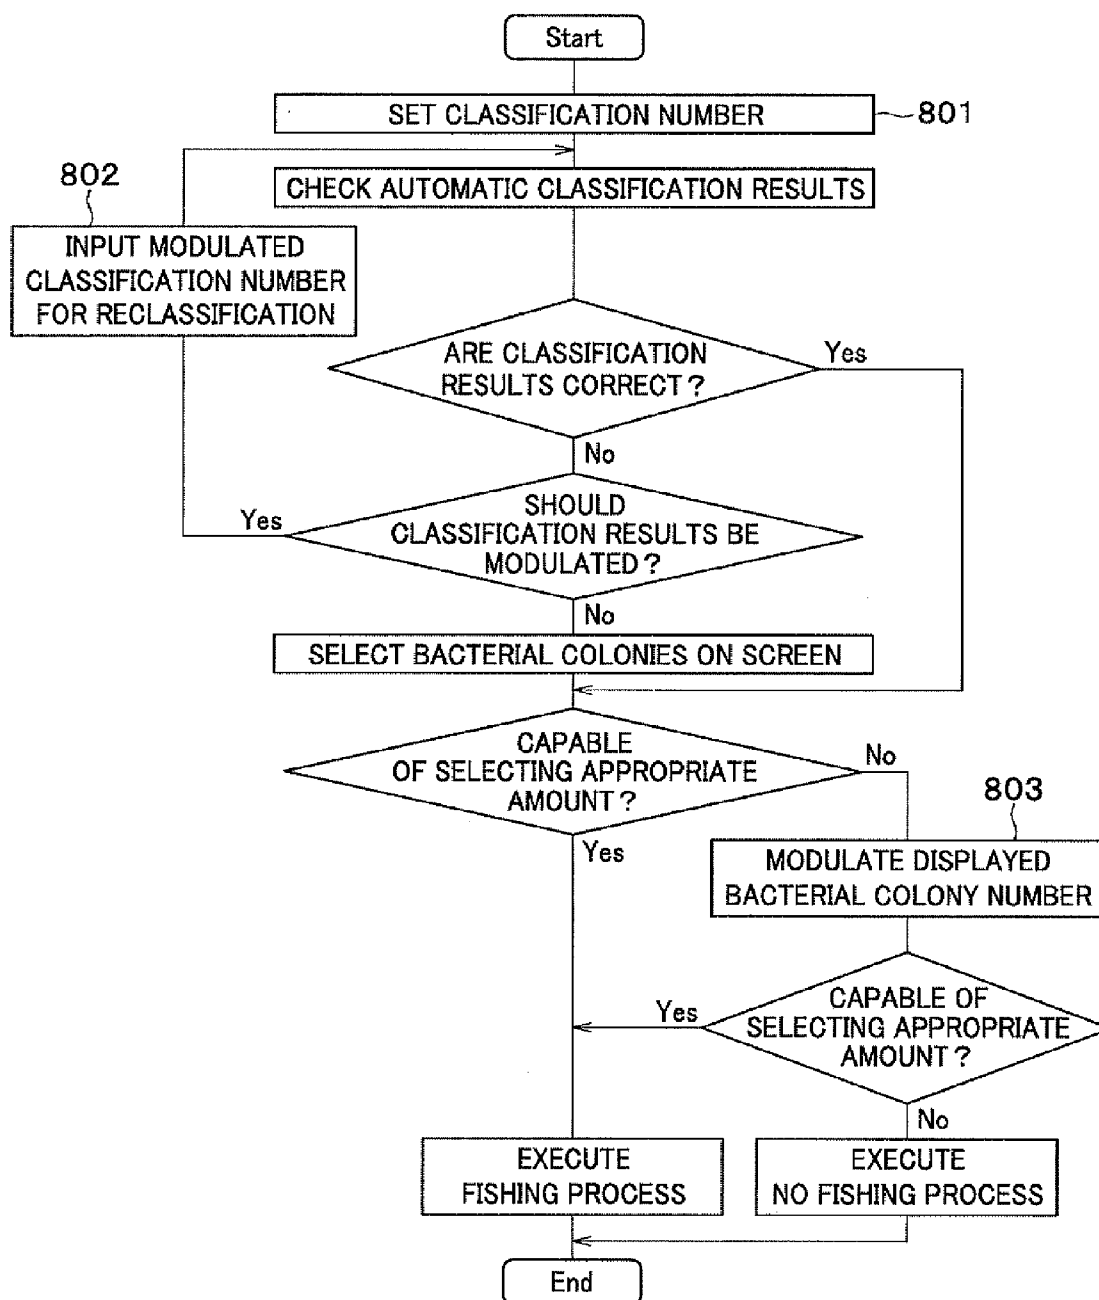 Start
SET CLASSIFICATION NUMBER
801
802
CHECK AUTOMATIC CLASSIFICATION RESULTS
INPUT MODULATED
CLASSIFICATION NUMBER
FOR RECLASSIFICATION
ARE CLASSIFICATION
RESULTS CORRECT?
Yes
No
SHOULD
CLASSIFICATION RESULTS BE
MODULATED?
Yes
No
SELECT BACTERIAL COLONIES ON SCREEN
CAPABLE
OF SELECTING APPROPRIATE
AMOUNT?
No
Yes
803
MODULATE DISPLAYED
BACTERIAL COLONY NUMBER
CAPABLE OF
SELECTING APPROPRIATE
AMOUNT?
Yes
No
EXECUTE
FISHING PROCESS
EXECUTE
NO FISHING PROCESS
End